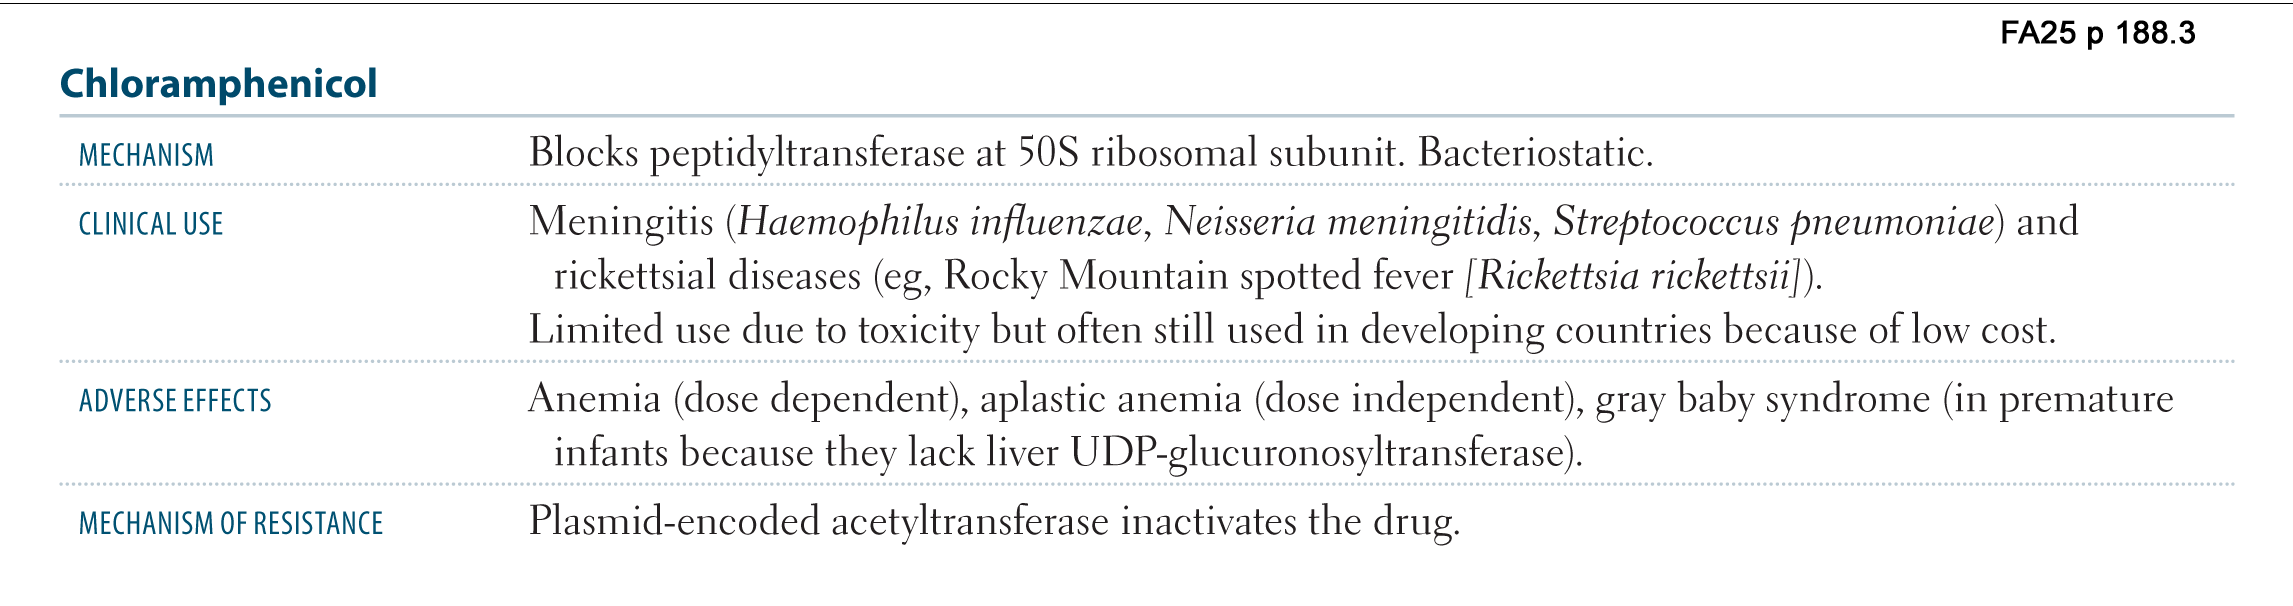 FA25 p 188.3
Chloramphenicol
MECHANISM Blocks peptidyltransferase at 50S ribosomal subunit. Bacteriostatic.
CLINICAL USE Meningitis (Haemophilus influenzae, Neisseria meningitidis, Streptococcus pneumoniae) and
rickettsial diseases (eg, Rocky Mountain spotted fever [Rickettsia rickettsii]).
Limited use due to toxicity but often still used in developing countries because of low cost.
ADVERSE EFFECTS Anemia (dose dependent), aplastic anemia (dose independent), gray baby syndrome (in premature
infants because they lack liver UDP-glucuronosyltransferase).
MECHANISM OF RESISTANCE Plasmid-encoded acetyltransferase inactivates the drug.